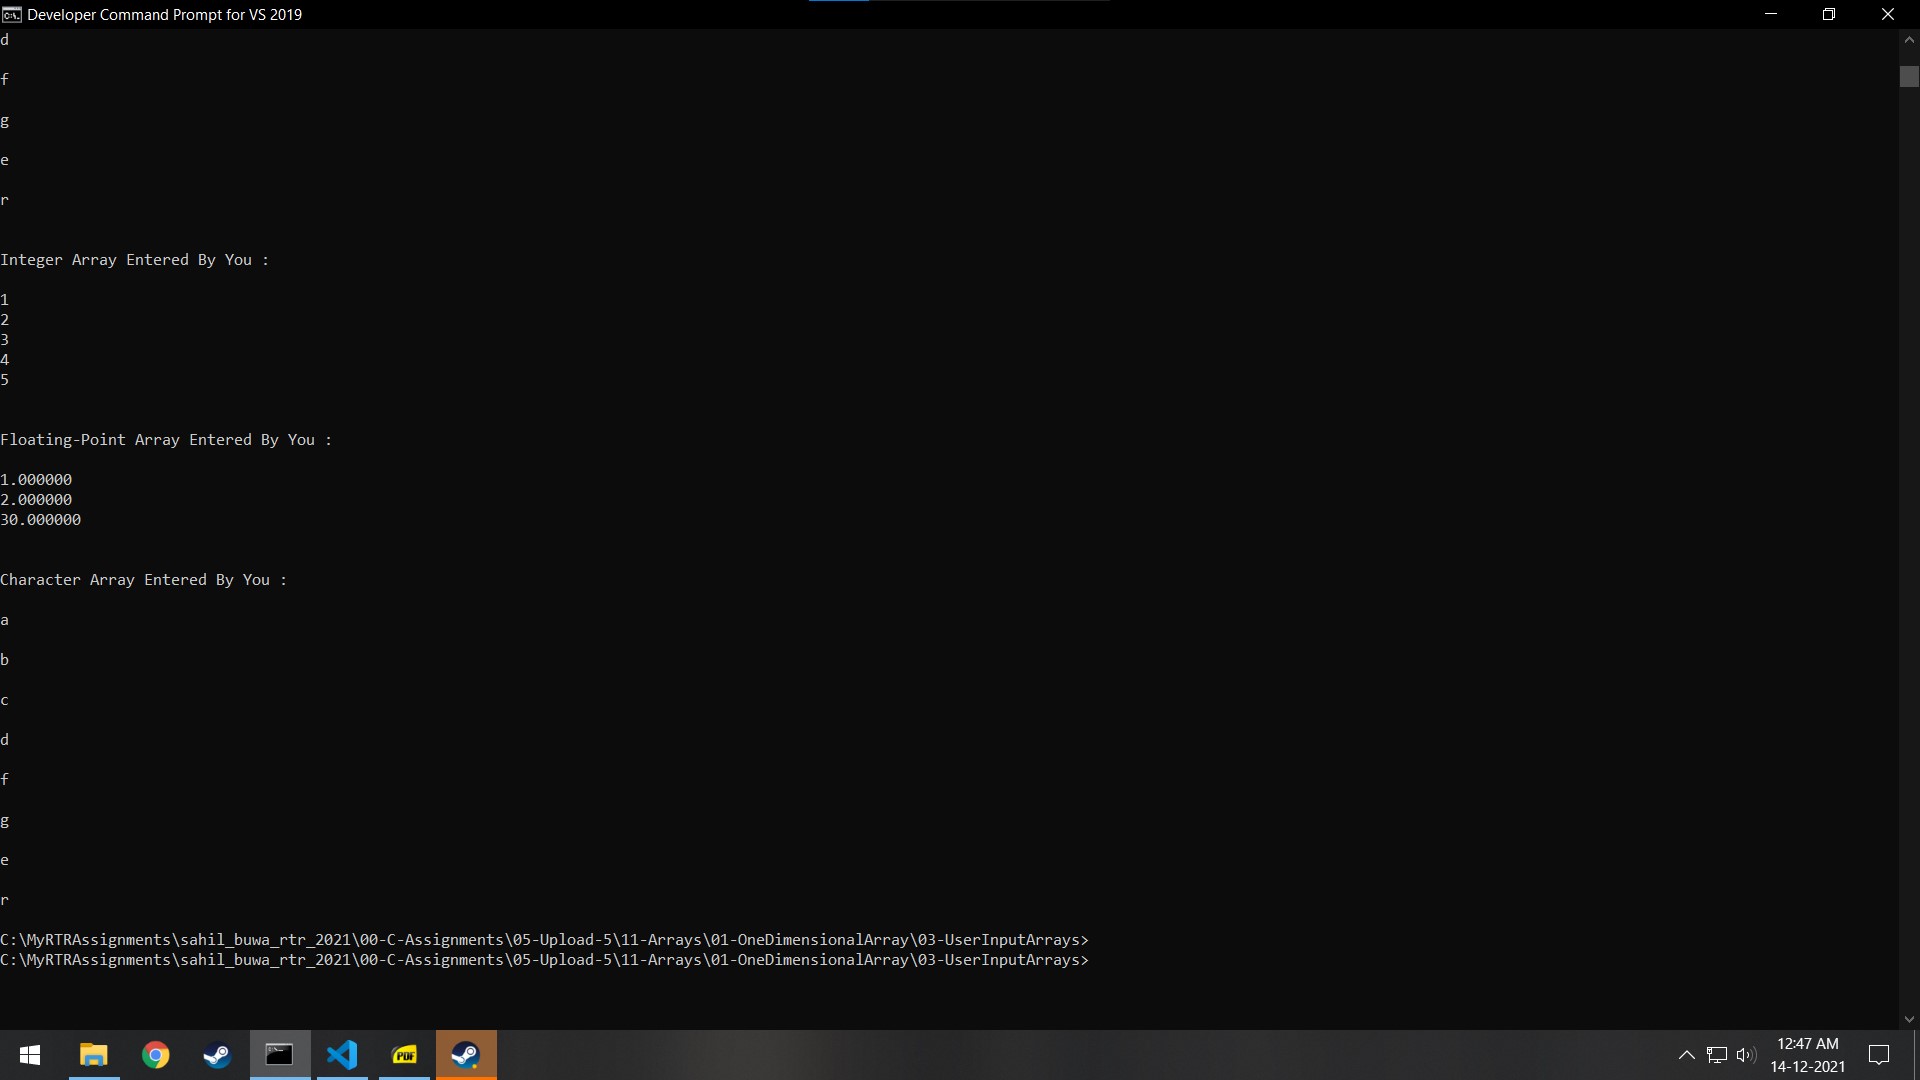 Developer Command Prompt for VS 2019
d
f
g
e
r
Integer Array Entered By You :
1
2
3
4
5
Floating-Point Array Entered By You :
1.000000
2.000000
30.000000
Character Array Entered By You :
a
b
c
d
f
g
e
r
C:\MyRTRAssignments\sahil_buwa_rtr_2021\00-C-Assignments\05-Upload-5\11-Arrays\01-OneDimensionalArray\03-UserInputArrays>
C:\MyRTRAssignments\sahil_buwa_rtr_2021\00-C-Assignments\05-Upload-5\11-Arrays\01-OneDimensionalArray\03-UserInputArrays>
PDF
12:47 AM
14-12-2021